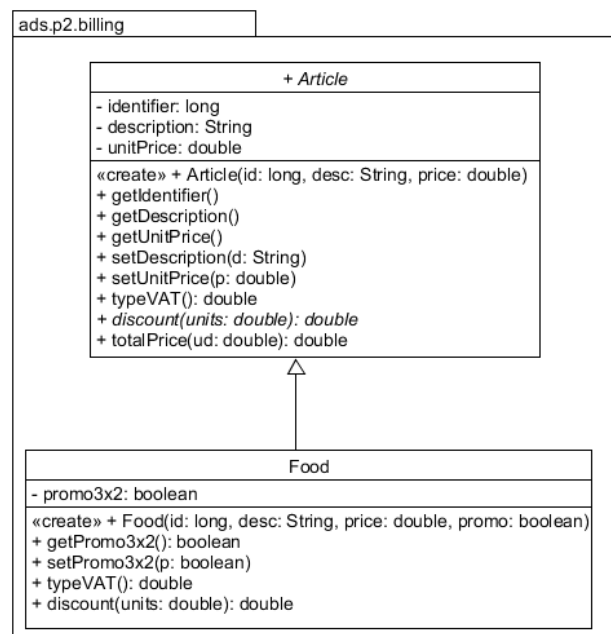 ads.p2.billing
+ Article
- identifier: long
- description: String
- unitPrice: double
«create» + Article(id: long, desc: String, price: double)
+ getIdentifier()
+ getDescription()
+ getUnitPrice()
+ setDescription(d: String)
+ setUnitPrice(p: double)
+ typeVAT(): double
+ discount(units: double): double
+ totalPrice(ud: double): double
Food
- promo3x2: boolean
«create» + Food(id: long, desc: String, price: double, promo: boolean)
+ getPromo3x2(): boolean
+ setPromo3x2(p: boolean)
+ typeVAT(): double
+ discount(units: double): double